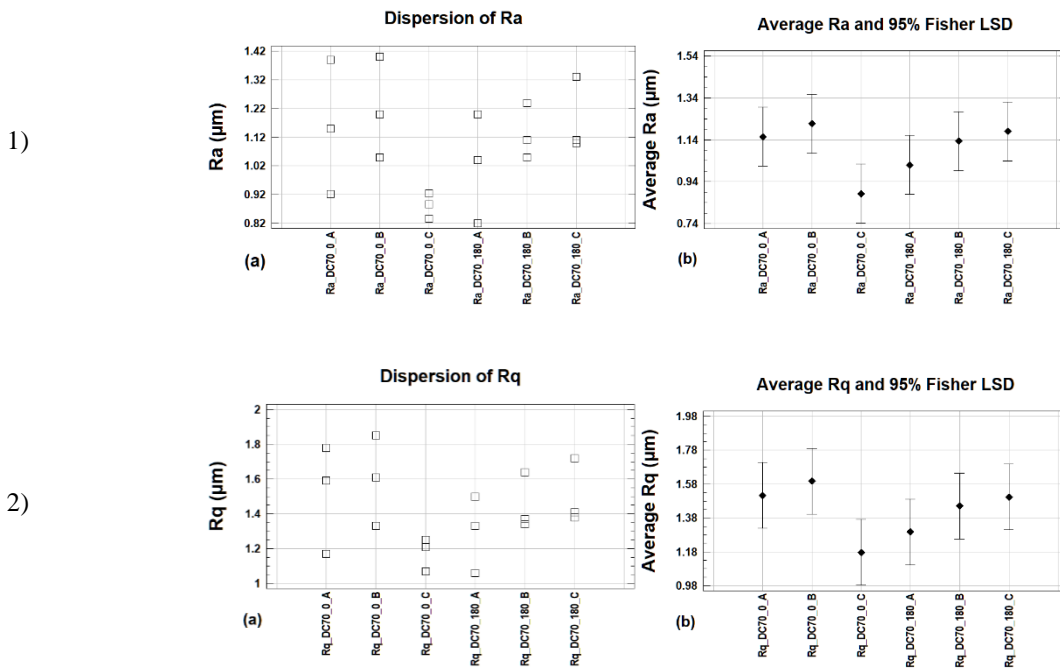 1)
Dispersion of Ra
Ra (µm)
1.42
1.32
1.22
1.12
1.02
0.92
0.82
Ra_DC70_0_A
Ra_DC70_0_B
Ra_DC70_0_C
Ra_DC70_180_A
Ra_DC70_180_B
Ra_DC70_180_C
(a)
Average Ra and 95% Fisher LSD
Average Ra (µm)
1.54
1.34
1.14
0.94
0.74
Ra_DC70_0_A
Ra_DC70_0_B
Ra_DC70_0_C
Ra_DC70_180_A
Ra_DC70_180_B
Ra_DC70_180_C
(b)
2)
Dispersion of Rq
Rq (µm)
2
1.8
1.6
1.4
1.2
1
Rq_DC70_0_A
Rq_DC70_0_B
Rq_DC70_0_C
Rq_DC70_180_A
Rq_DC70_180_B
Rq_DC70_180_C
(a)
Average Rq and 95% Fisher LSD
Average Rq (µm)
1.98
1.78
1.58
1.38
1.18
0.98
Rq_DC70_0_A
Rq_DC70_0_B
Rq_DC70_0_C
Rq_DC70_180_A
Rq_DC70_180_B
Rq_DC70_180_C
(b)